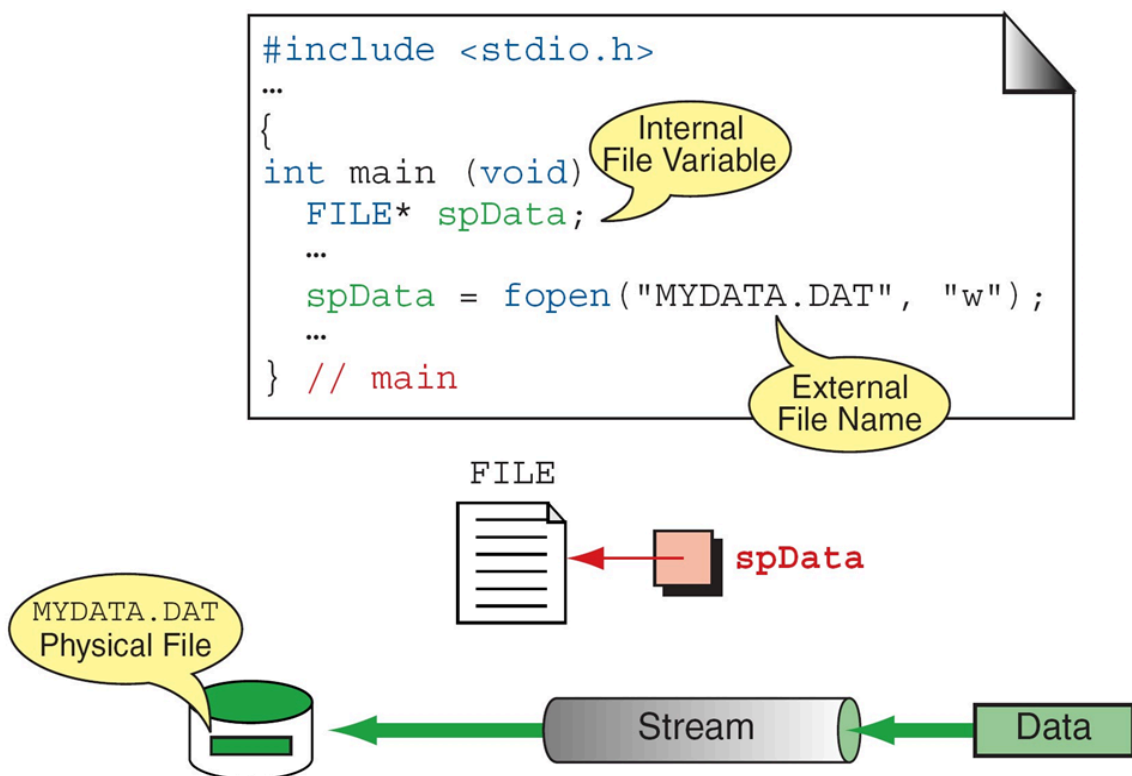 #include <stdio.h>
…
{
Internal
File Variable
int main (void)
FILE* spData;
…
spData = fopen("MYDATA.DAT", "w");
…
} // main
External
File Name
FILE
spData
MYDATA.DAT
Physical File
Stream
Data